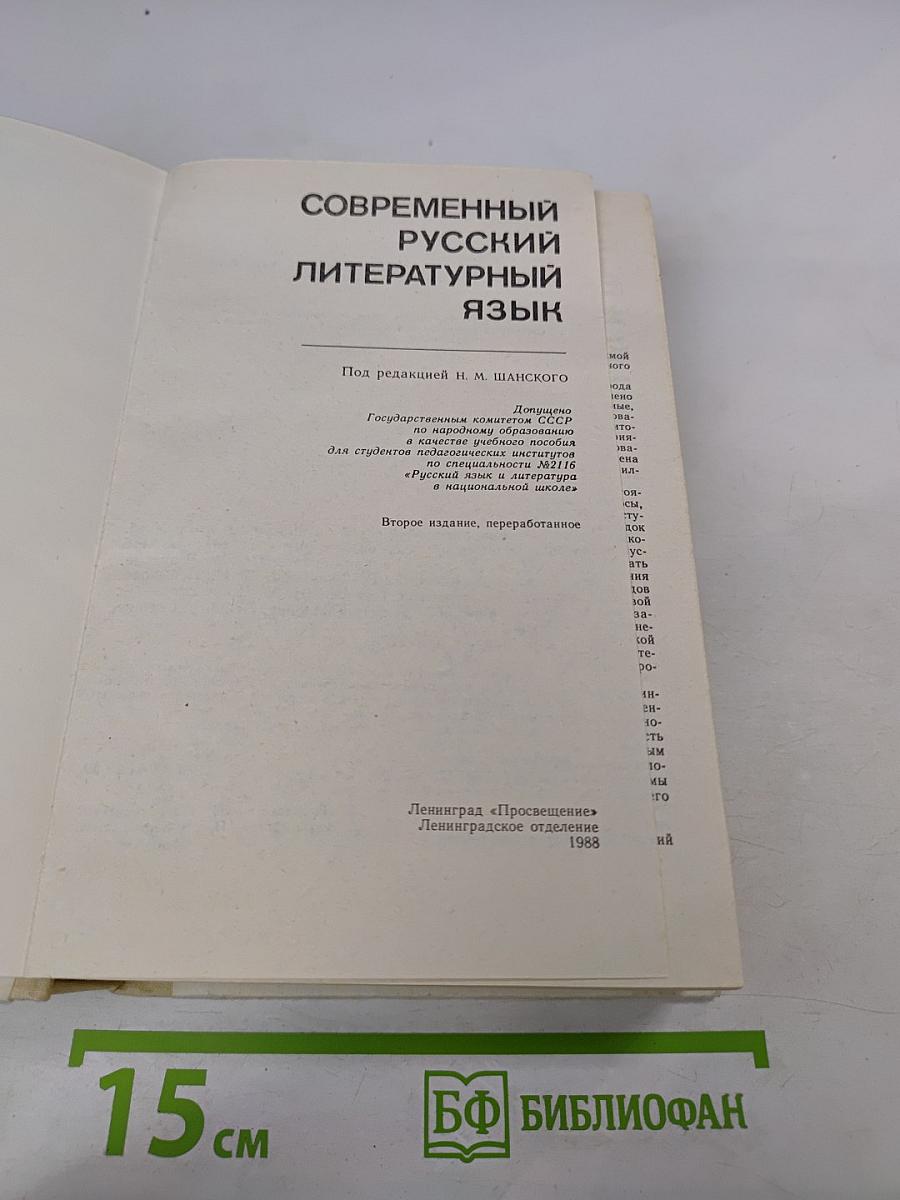 СОВРЕМЕННЫЙ
РУССКИЙ
ЛИТЕРАТУРНЫЙ
ЯЗЫК
Под редакцией Н. М. ШАНСКОГО
Допущено
Государственным комитетом СССР
по народному образованию
в качестве учебного пособия
для студентов педагогических институтов
по специальности №2116
«Русский язык и литература
в национальной школе»
Второе издание, переработанное
Ленинград «Просвещение»
Ленинградское отделение
1988
15 см
БФ БИБЛИОФАН